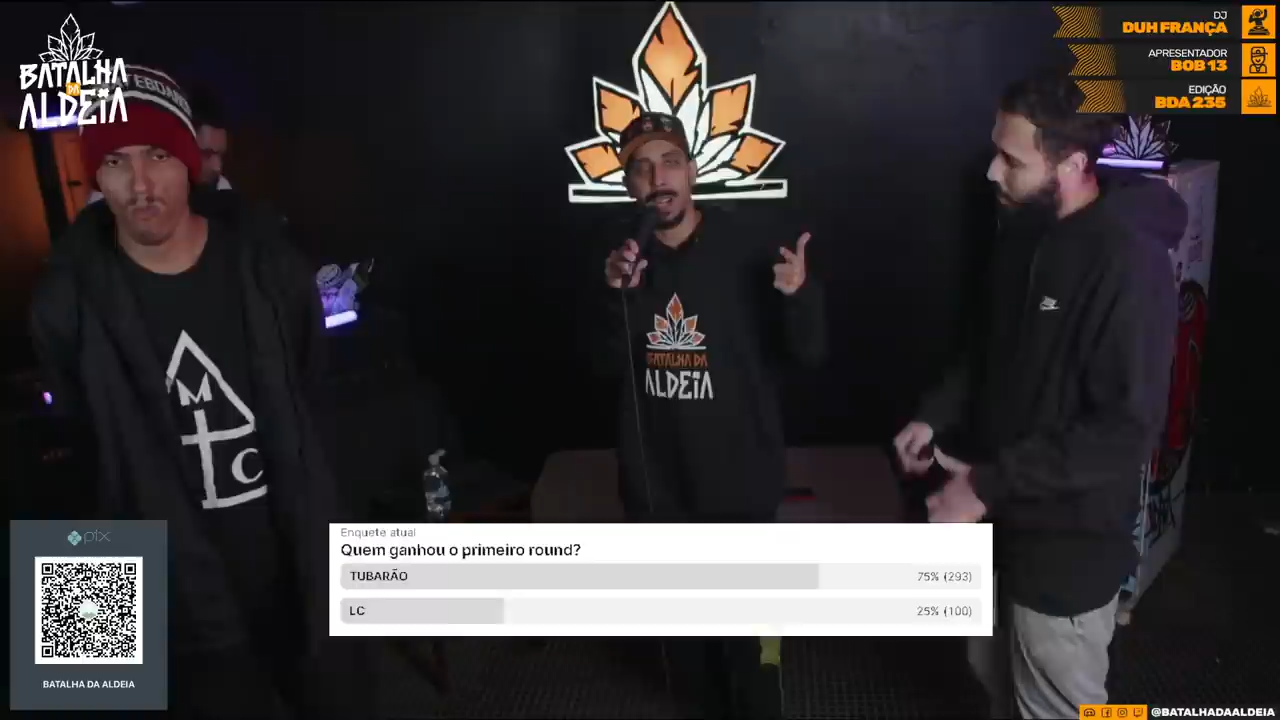 BATALHA
DA
ALDEIA
DJ
DUH FRANÇA
APRESENTADOR
BOB 13
EDIÇÃO
BDA 235
BATALHA DA
ALDEIA
M
L C
Enquete atual
Quem ganhou o primeiro round?
TUBARÃO 75% (293)
LC 25% (100)
pix
BATALHA DA ALDEIA
@BATALHADAALDEIA